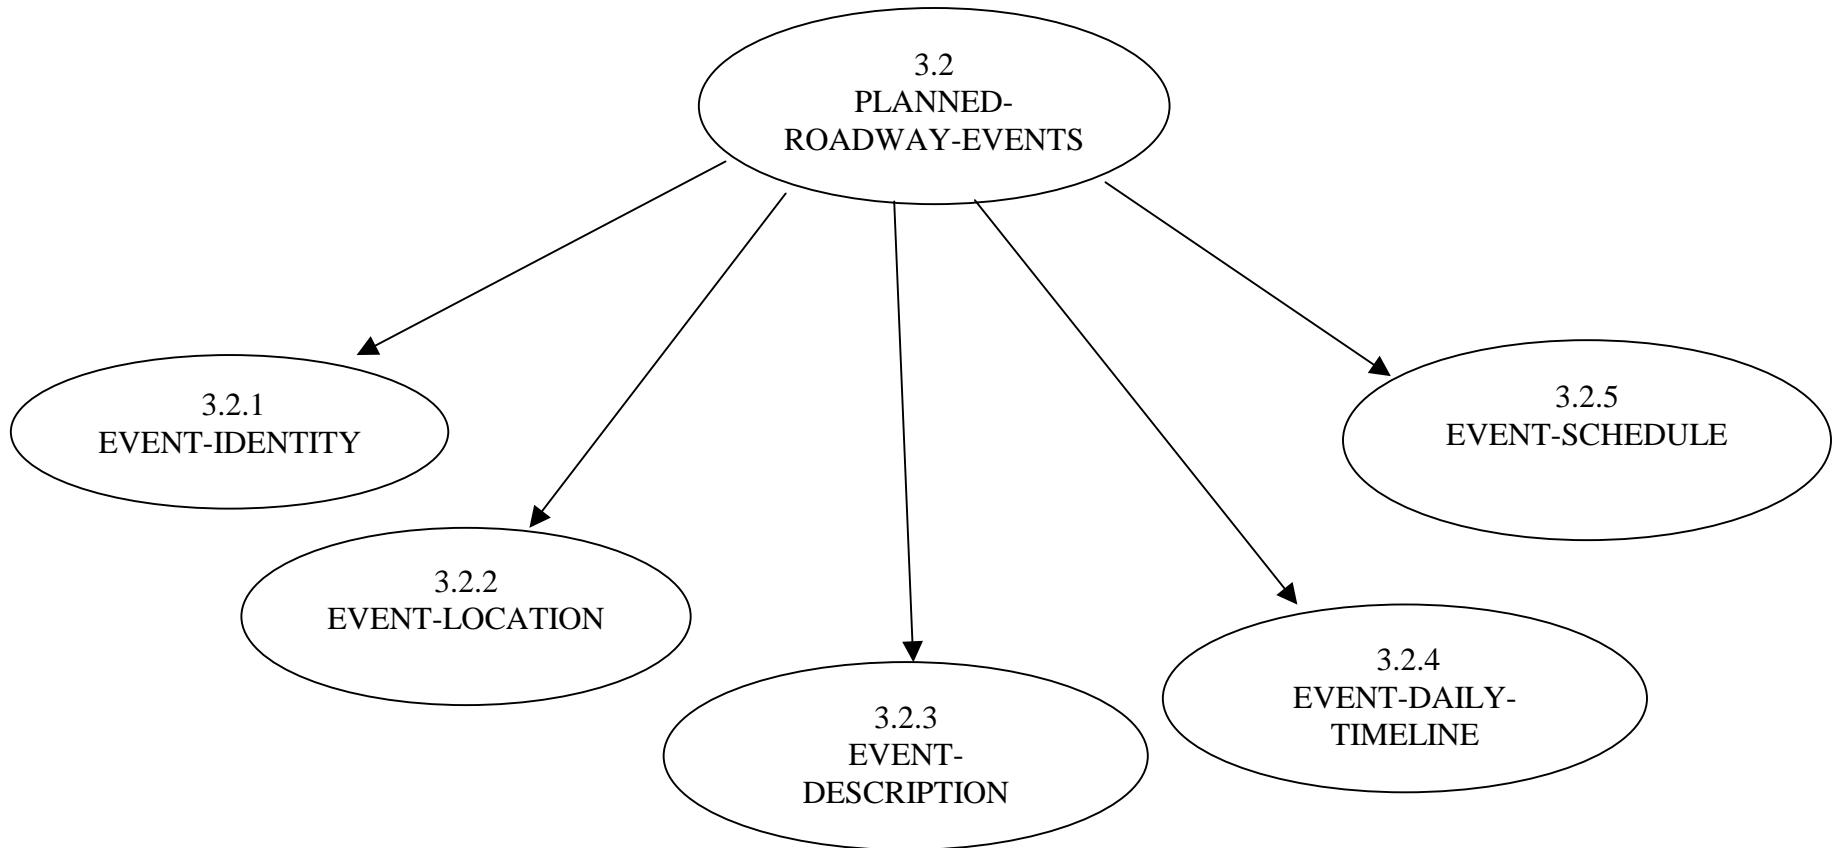 3.2
PLANNED-
ROADWAY-EVENTS
3.2.1
EVENT-IDENTITY
3.2.2
EVENT-LOCATION
3.2.3
EVENT-
DESCRIPTION
3.2.4
EVENT-DAILY-
TIMELINE
3.2.5
EVENT-SCHEDULE